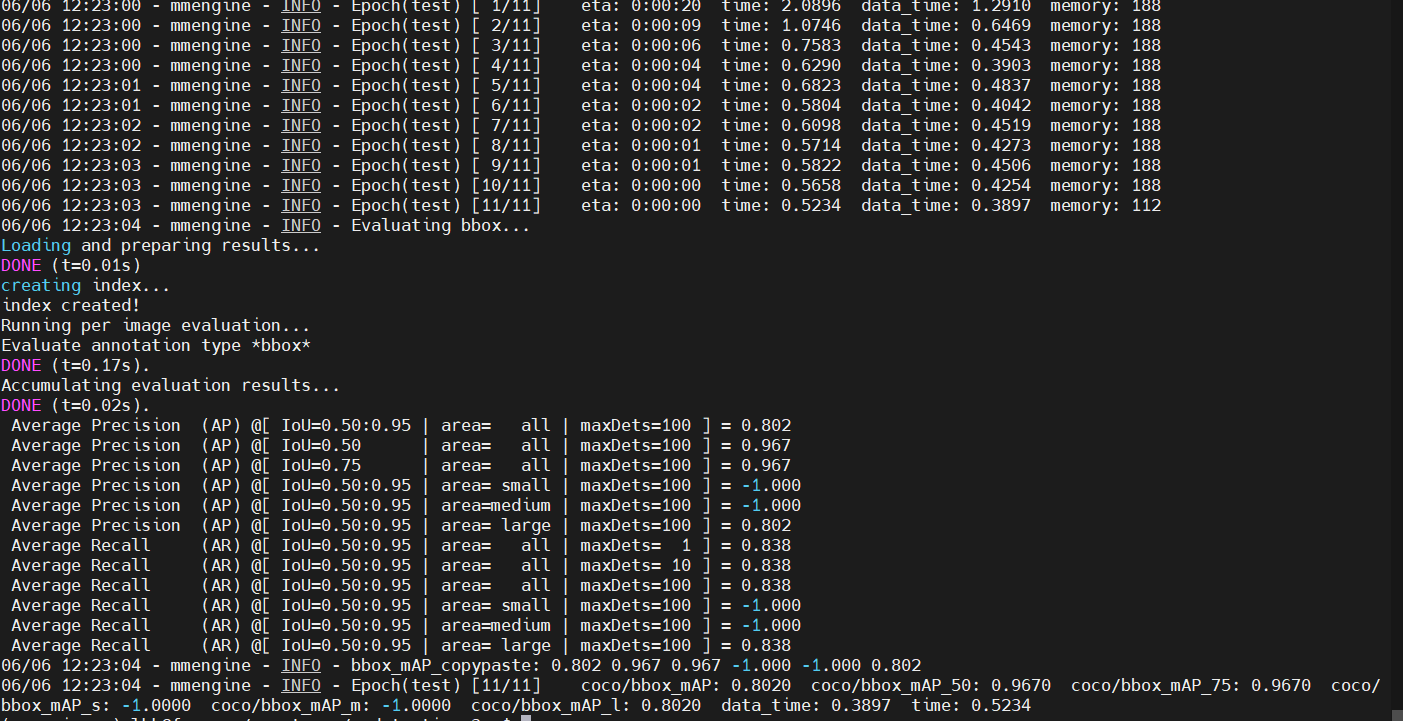 06/06 12:23:00 - mmengine - INFO - Epoch(test) [ 1/11]    eta: 0:00:20  time: 2.0896  data_time: 1.2910  memory: 188
06/06 12:23:00 - mmengine - INFO - Epoch(test) [ 2/11]    eta: 0:00:09  time: 1.0746  data_time: 0.6469  memory: 188
06/06 12:23:00 - mmengine - INFO - Epoch(test) [ 3/11]    eta: 0:00:06  time: 0.7583  data_time: 0.4543  memory: 188
06/06 12:23:00 - mmengine - INFO - Epoch(test) [ 4/11]    eta: 0:00:04  time: 0.6290  data_time: 0.3903  memory: 188
06/06 12:23:01 - mmengine - INFO - Epoch(test) [ 5/11]    eta: 0:00:04  time: 0.6823  data_time: 0.4837  memory: 188
06/06 12:23:01 - mmengine - INFO - Epoch(test) [ 6/11]    eta: 0:00:02  time: 0.5804  data_time: 0.4042  memory: 188
06/06 12:23:02 - mmengine - INFO - Epoch(test) [ 7/11]    eta: 0:00:02  time: 0.6098  data_time: 0.4519  memory: 188
06/06 12:23:02 - mmengine - INFO - Epoch(test) [ 8/11]    eta: 0:00:01  time: 0.5714  data_time: 0.4273  memory: 188
06/06 12:23:03 - mmengine - INFO - Epoch(test) [ 9/11]    eta: 0:00:01  time: 0.5822  data_time: 0.4506  memory: 188
06/06 12:23:03 - mmengine - INFO - Epoch(test) [10/11]    eta: 0:00:00  time: 0.5658  data_time: 0.4254  memory: 188
06/06 12:23:03 - mmengine - INFO - Epoch(test) [11/11]    eta: 0:00:00  time: 0.5234  data_time: 0.3897  memory: 112
06/06 12:23:04 - mmengine - INFO - Evaluating bbox...
Loading and preparing results...
DONE (t=0.01s)
creating index...
index created!
Running per image evaluation...
Evaluate annotation type *bbox*
DONE (t=0.17s).
Accumulating evaluation results...
DONE (t=0.02s).
 Average Precision  (AP) @[ IoU=0.50:0.95 | area=   all | maxDets=100 ] = 0.802
 Average Precision  (AP) @[ IoU=0.50      | area=   all | maxDets=100 ] = 0.967
 Average Precision  (AP) @[ IoU=0.75      | area=   all | maxDets=100 ] = 0.967
 Average Precision  (AP) @[ IoU=0.50:0.95 | area= small | maxDets=100 ] = -1.000
 Average Precision  (AP) @[ IoU=0.50:0.95 | area=medium | maxDets=100 ] = -1.000
 Average Precision  (AP) @[ IoU=0.50:0.95 | area= large | maxDets=100 ] = 0.802
 Average Recall     (AR) @[ IoU=0.50:0.95 | area=   all | maxDets=  1 ] = 0.838
 Average Recall     (AR) @[ IoU=0.50:0.95 | area=   all | maxDets= 10 ] = 0.838
 Average Recall     (AR) @[ IoU=0.50:0.95 | area=   all | maxDets=100 ] = 0.838
 Average Recall     (AR) @[ IoU=0.50:0.95 | area= small | maxDets=100 ] = -1.000
 Average Recall     (AR) @[ IoU=0.50:0.95 | area=medium | maxDets=100 ] = -1.000
 Average Recall     (AR) @[ IoU=0.50:0.95 | area= large | maxDets=100 ] = 0.838
06/06 12:23:04 - mmengine - INFO - bbox_mAP_copypaste: 0.802 0.967 0.967 -1.000 -1.000 0.802
06/06 12:23:04 - mmengine - INFO - Epoch(test) [11/11]    coco/bbox_mAP: 0.8020  coco/bbox_mAP_50: 0.9670  coco/bbox_mAP_75: 0.9670  coco/
bbox_mAP_s: -1.0000  coco/bbox_mAP_m: -1.0000  coco/bbox_mAP_l: 0.8020  data_time: 0.3897  time: 0.5234